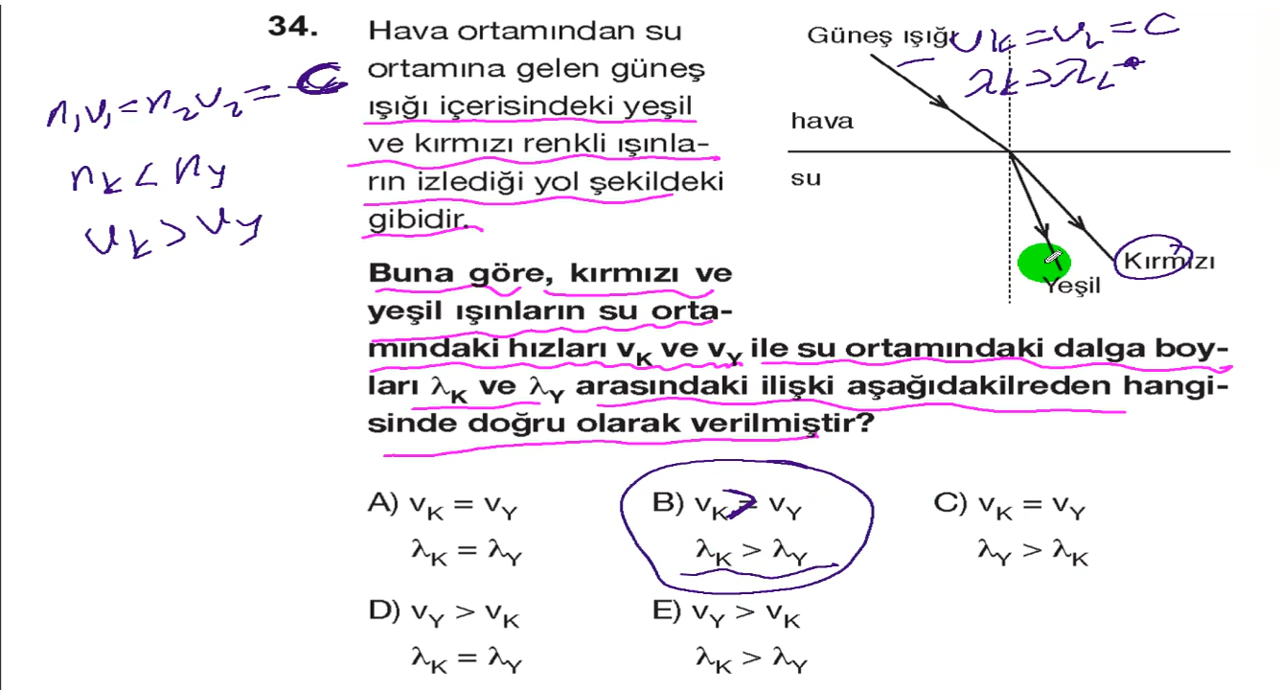 34. Hava ortamından su
ortamına gelen güneş
ışığı içerisindeki yeşil
ve kırmızı renkli ışınla-
rın izlediği yol şekildeki
gibidir.
Güneş ışığı
hava
su
Kırmızı
Yeşil
Buna göre, kırmızı ve
yeşil ışınların su orta-
mındaki hızları vK ve vY ile su ortamındaki dalga boy-
ları λK ve λY arasındaki ilişki aşağıdakilreden hangi-
sinde doğru olarak verilmiştir?
A) vK = vY
λK = λY
B) vK > vY
λK > λY
C) vK = vY
λY > λK
D) vY > vK
λK = λY
E) vY > vK
λK > λY
n1v1 = n2v2 = C
nK < ny
vK > vy